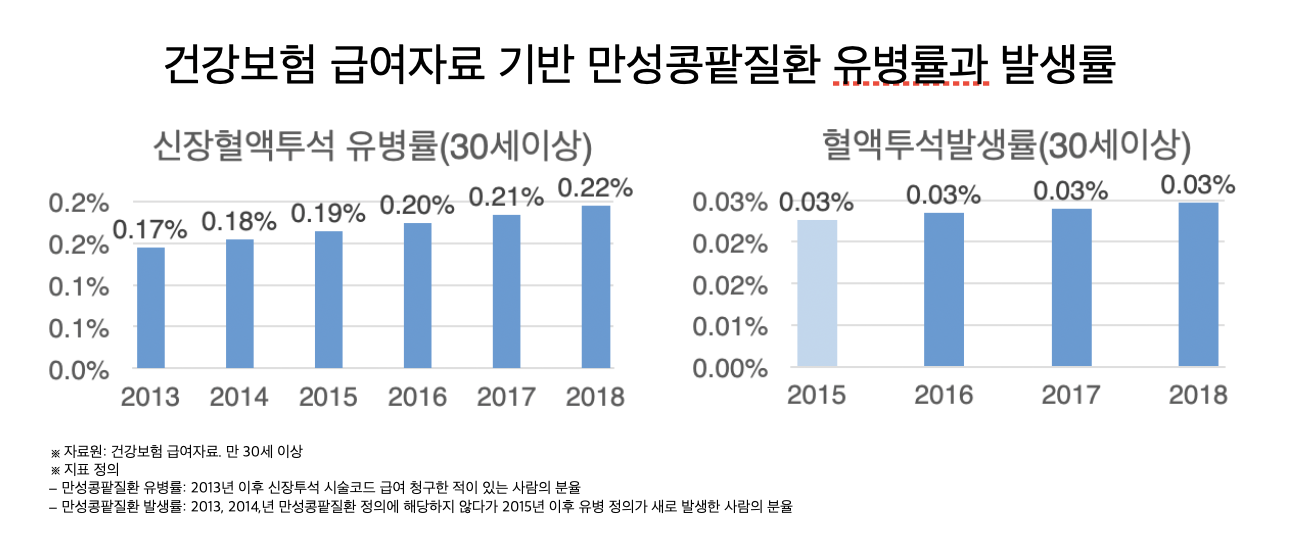 건강보험 급여자료 기반 만성콩팥질환 유병률과 발생률
신장혈액투석 유병률(30세이상)
0.2%
0.2%
0.1%
0.1%
0.0%
0.17%
0.18%
0.19%
0.20%
0.21%
0.22%
2013 2014 2015 2016 2017 2018
혈액투석발생률(30세이상)
0.03%
0.02%
0.02%
0.01%
0.00%
0.03%
0.03%
0.03%
0.03%
2015 2016 2017 2018
※ 자료원: 건강보험 급여자료. 만 30세 이상
※ 지표 정의
– 만성콩팥질환 유병률: 2013년 이후 신장투석 시술코드 급여 청구한 적이 있는 사람의 분율
– 만성콩팥질환 발생률: 2013, 2014,년 만성콩팥질환 정의에 해당하지 않다가 2015년 이후 유병 정의가 새로 발생한 사람의 분율